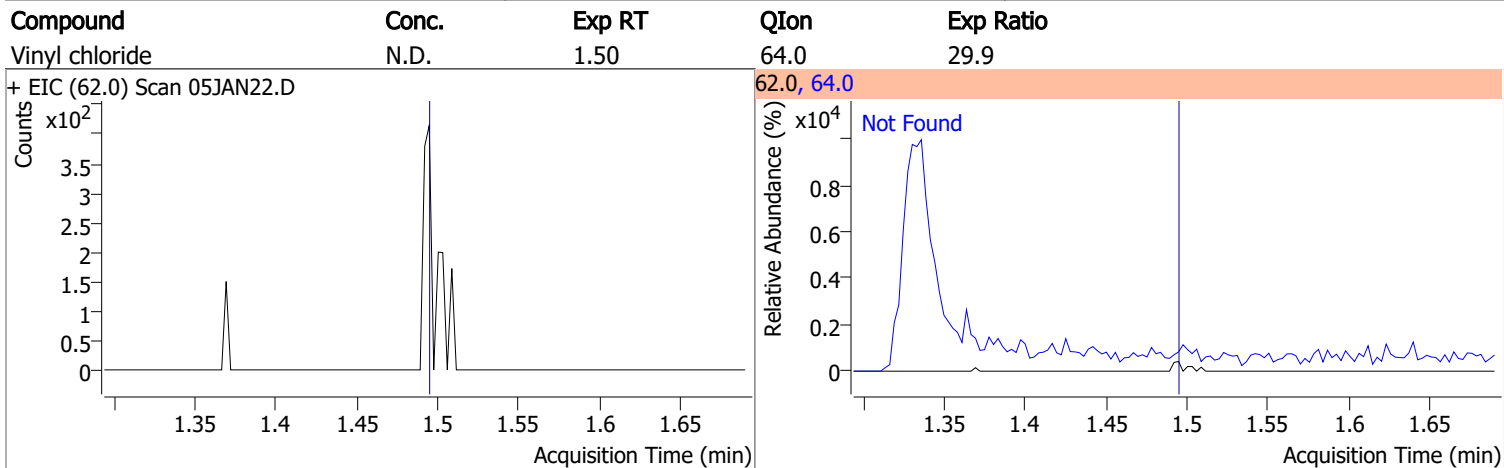 Compound Conc. Exp RT QIon Exp Ratio
Vinyl chloride N.D. 1.50 64.0 29.9
+ EIC (62.0) Scan 05JAN22.D
Counts
x10²
3.5
3
2.5
2
1.5
1
0.5
0
1.35 1.4 1.45 1.5 1.55 1.6 1.65
Acquisition Time (min)
62.0, 64.0
Relative Abundance (%)
x10⁴
Not Found
0.8
0.6
0.4
0.2
0
1.35 1.4 1.45 1.5 1.55 1.6 1.65
Acquisition Time (min)